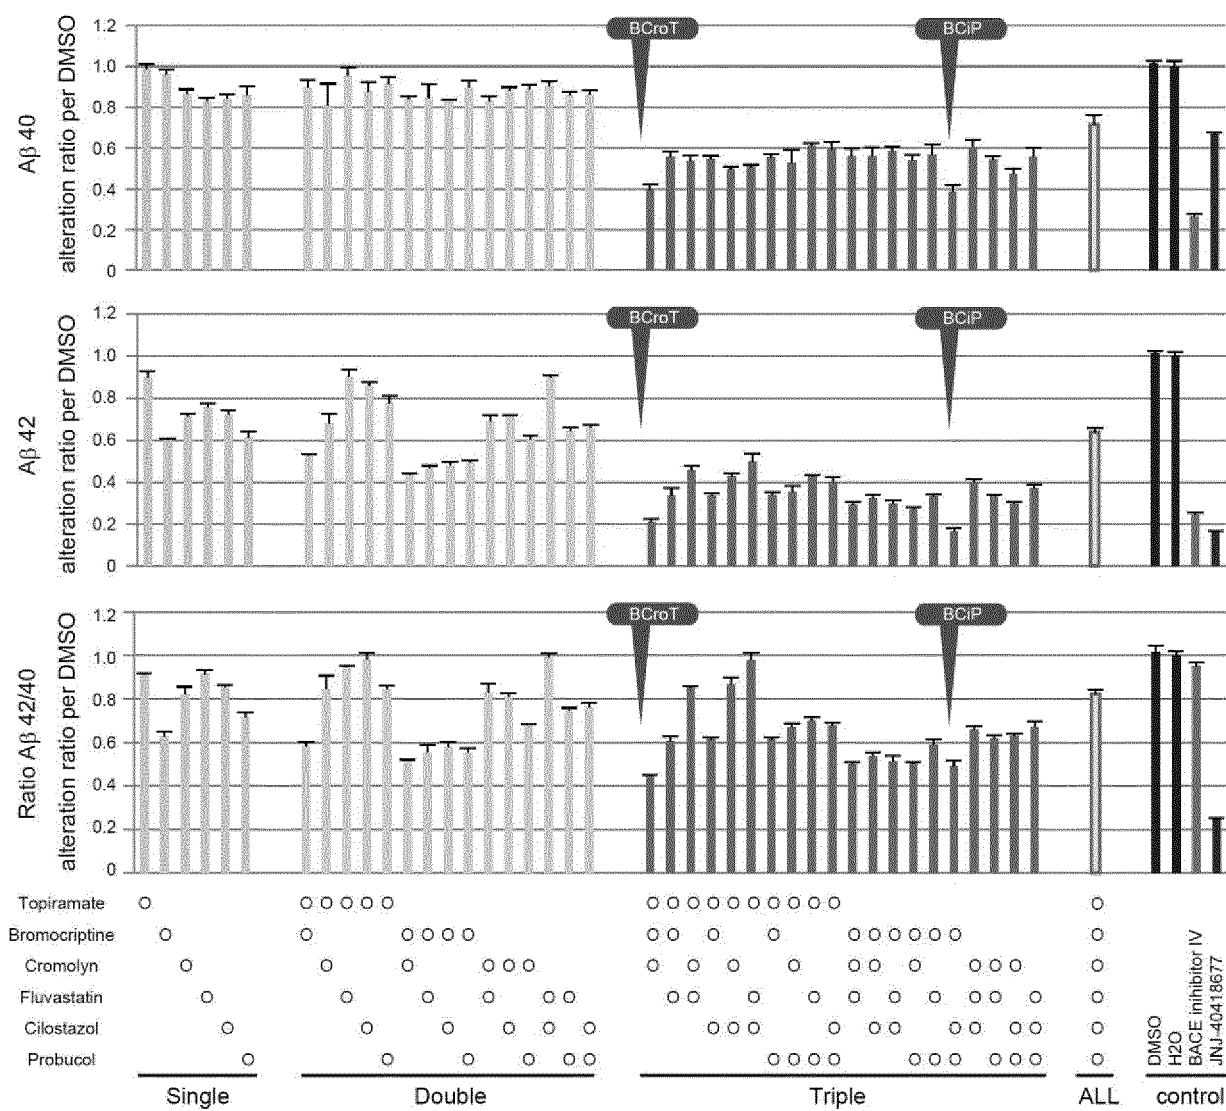 Aβ 40
alteration ratio per DMSO
1.2
1.0
0.8
0.6
0.4
0.2
0
BCroT
BCiP
Aβ 42
alteration ratio per DMSO
1.2
1.0
0.8
0.6
0.4
0.2
0
BCroT
BCiP
Ratio Aβ 42/40
alteration ratio per DMSO
1.2
1.0
0.8
0.6
0.4
0.2
0
BCroT
BCiP
Topiramate
Bromocriptine
Cromolyn
Fluvastatin
Cilostazol
Probucol
DMSO
H2O
BACE inihibitor IV
JNJ-40418677
Single
Double
Triple
ALL
control